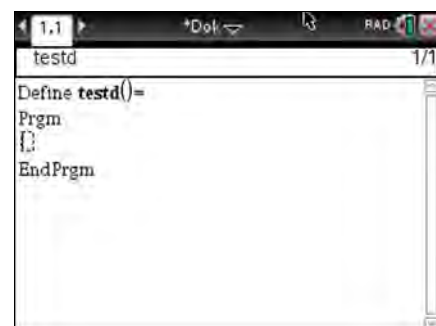 1.1 *Dok RAD
testd 1/1
Define testd()=
Prgm
EndPrgm